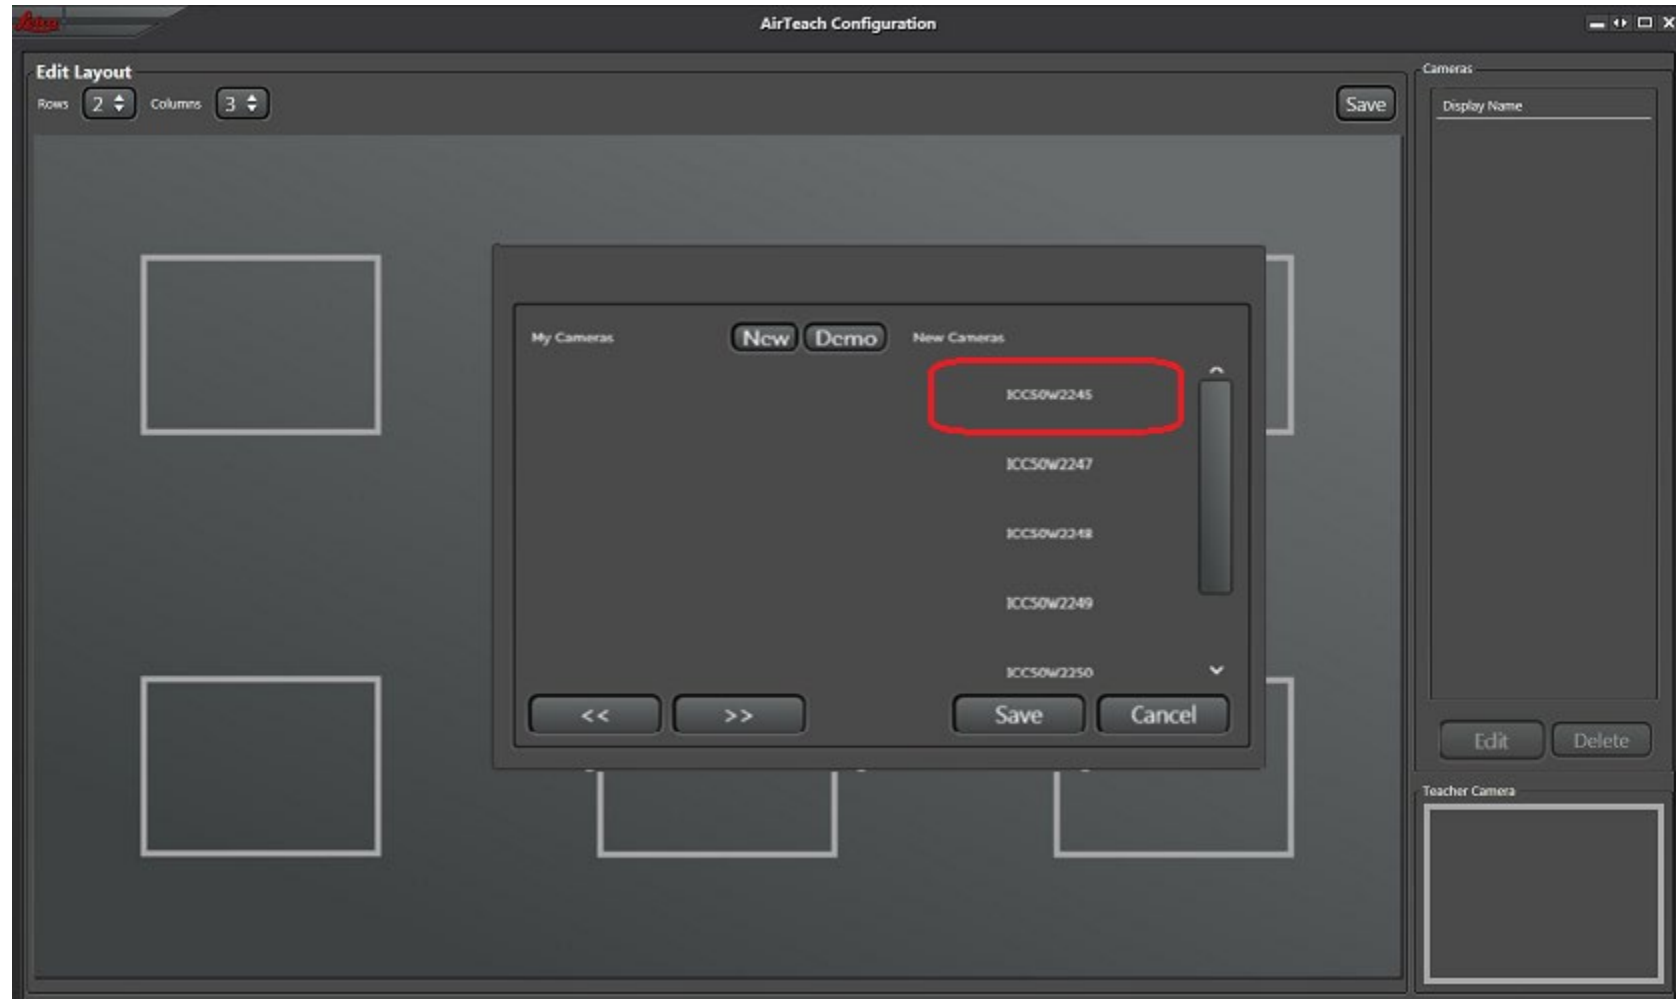 Leica
AirTeach Configuration
Edit Layout
Rows 2 Columns 3
Save
Cameras
Display Name
My Cameras
New Demo
New Cameras
ICC50W2245
ICC50W2247
ICC50W2248
ICC50W2249
ICC50W2250
<< >>
Save Cancel
Edit Delete
Teacher Camera